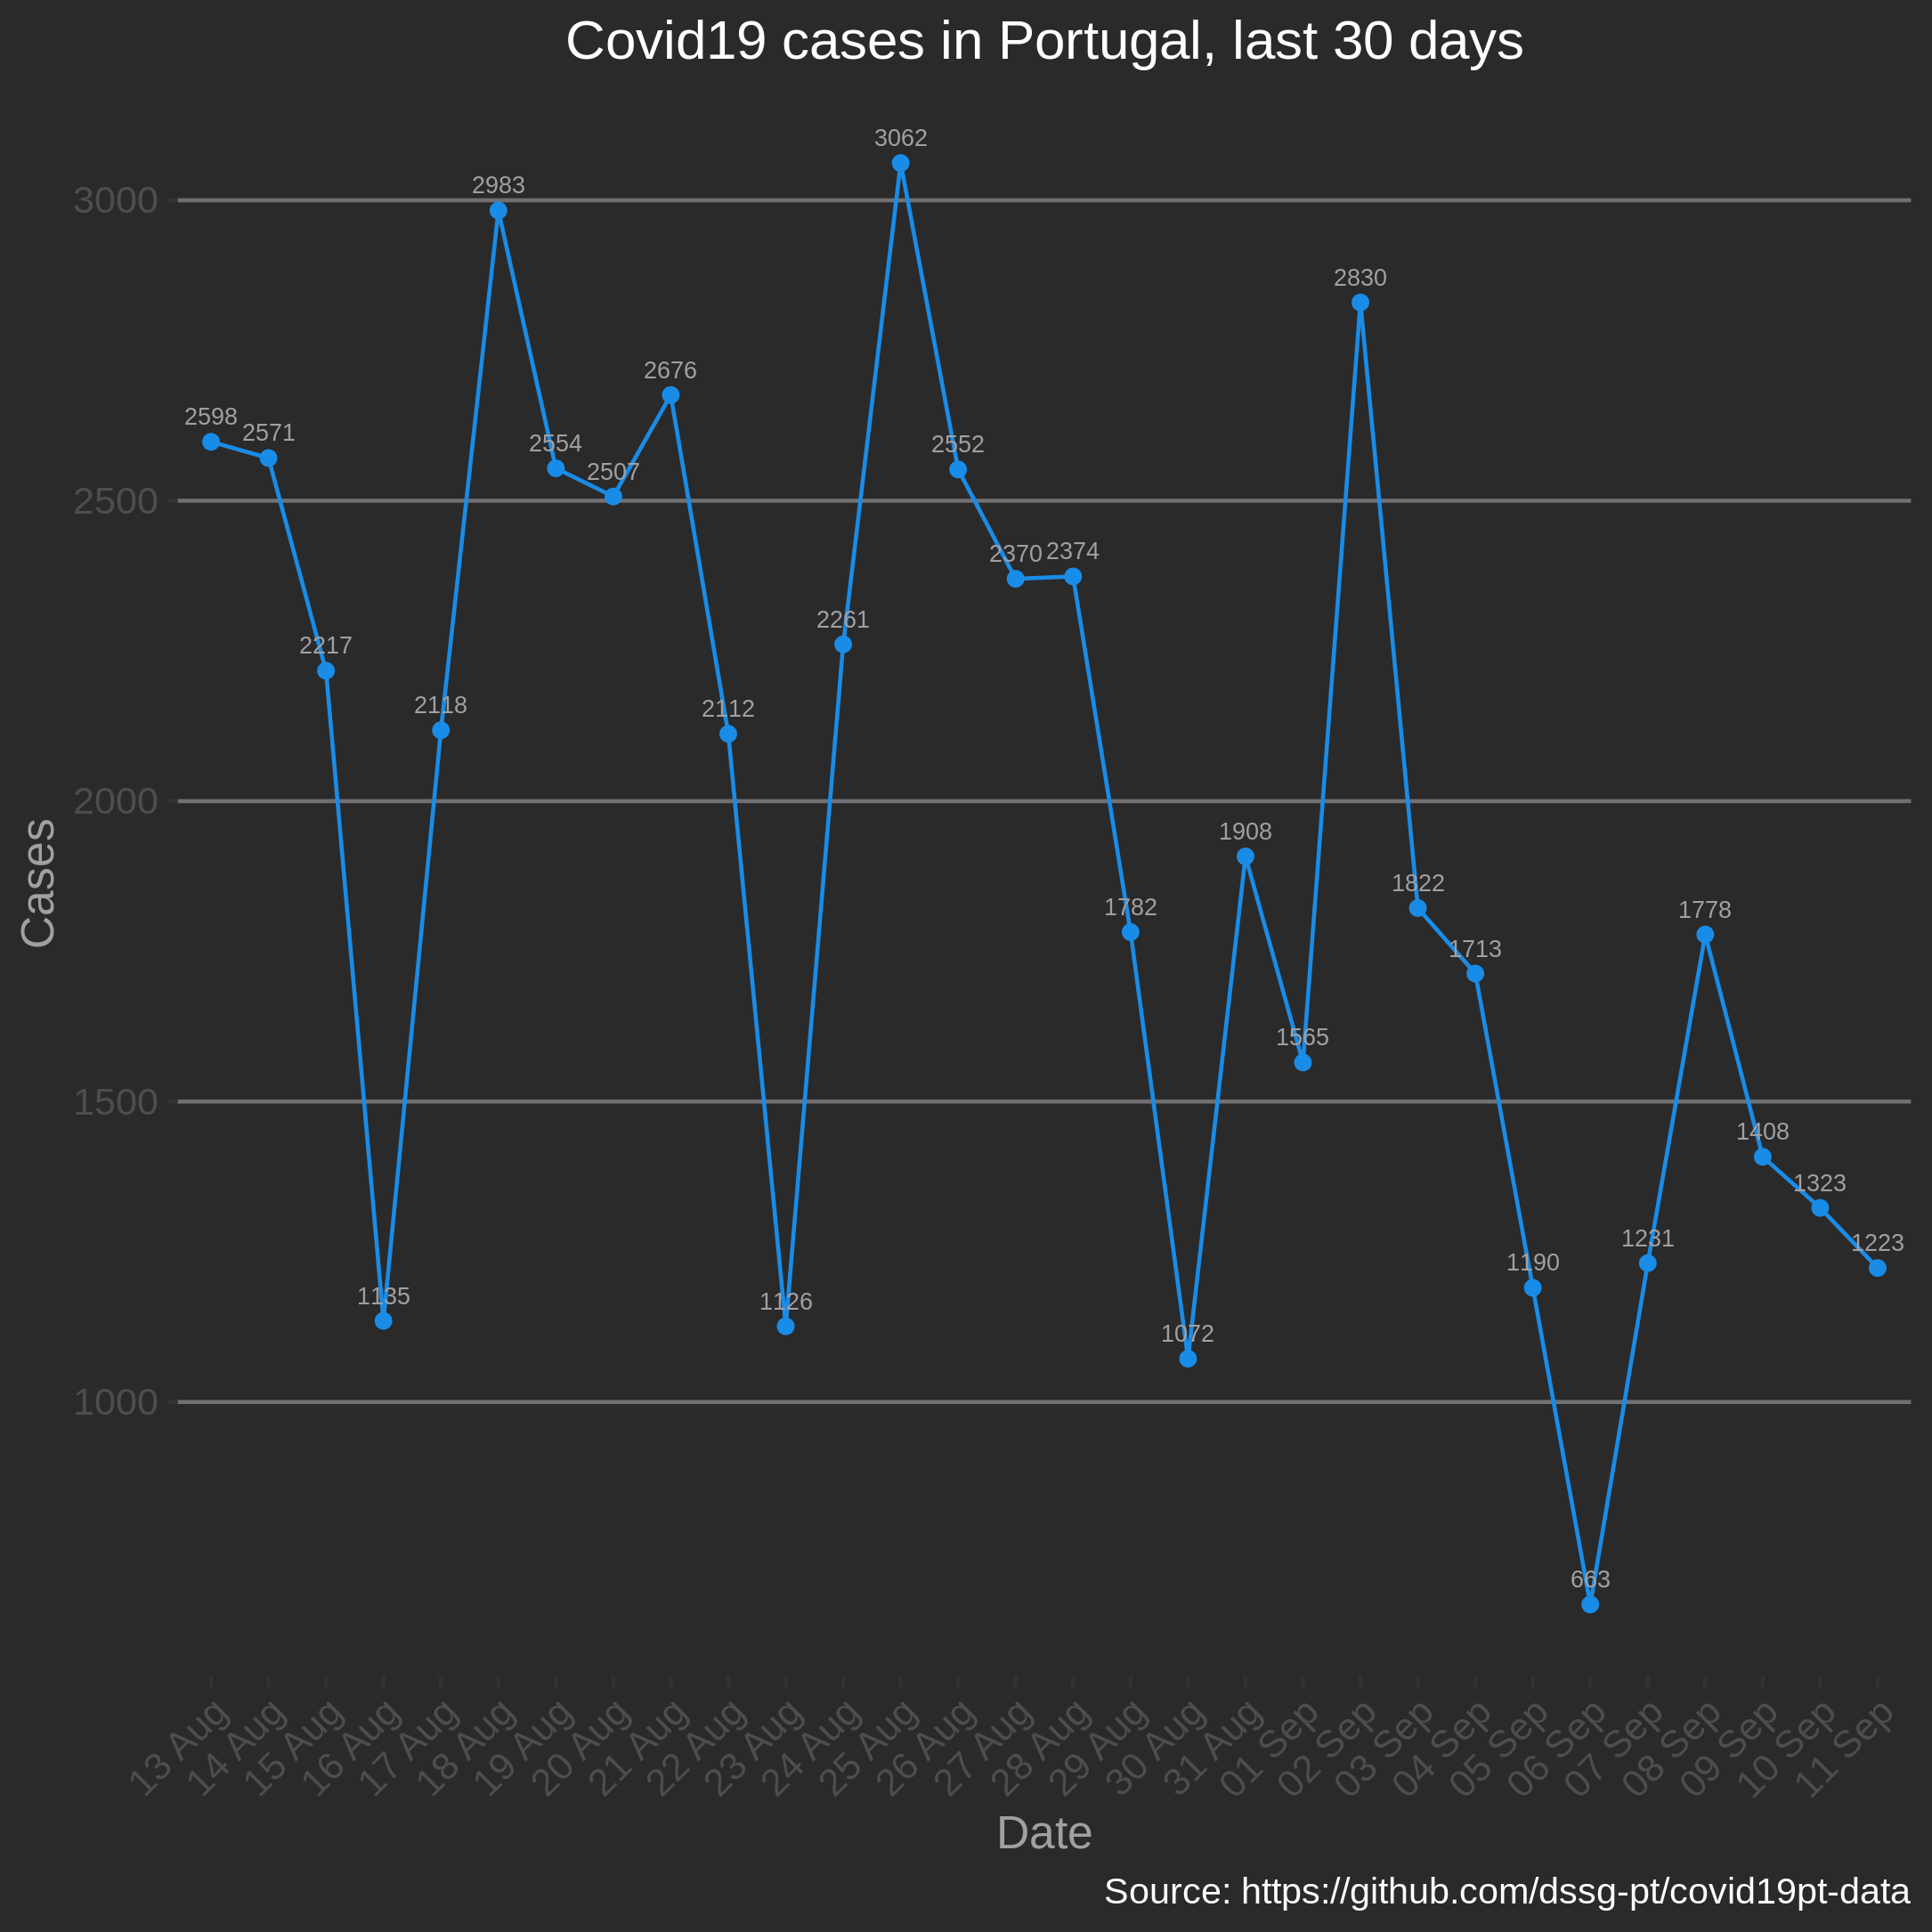 Covid19 cases in Portugal, last 30 days
Cases
3000
2500
2000
1500
1000
2598
2571
2217
1135
2118
2983
2554
2507
2676
2112
1126
2261
3062
2552
2370
2374
1782
1072
1908
1565
2830
1822
1713
1190
663
1231
1778
1408
1323
1223
13 Aug
14 Aug
15 Aug
16 Aug
17 Aug
18 Aug
19 Aug
20 Aug
21 Aug
22 Aug
23 Aug
24 Aug
25 Aug
26 Aug
27 Aug
28 Aug
29 Aug
30 Aug
31 Aug
01 Sep
02 Sep
03 Sep
04 Sep
05 Sep
06 Sep
07 Sep
08 Sep
09 Sep
10 Sep
11 Sep
Date
Source: https://github.com/dssg-pt/covid19pt-data